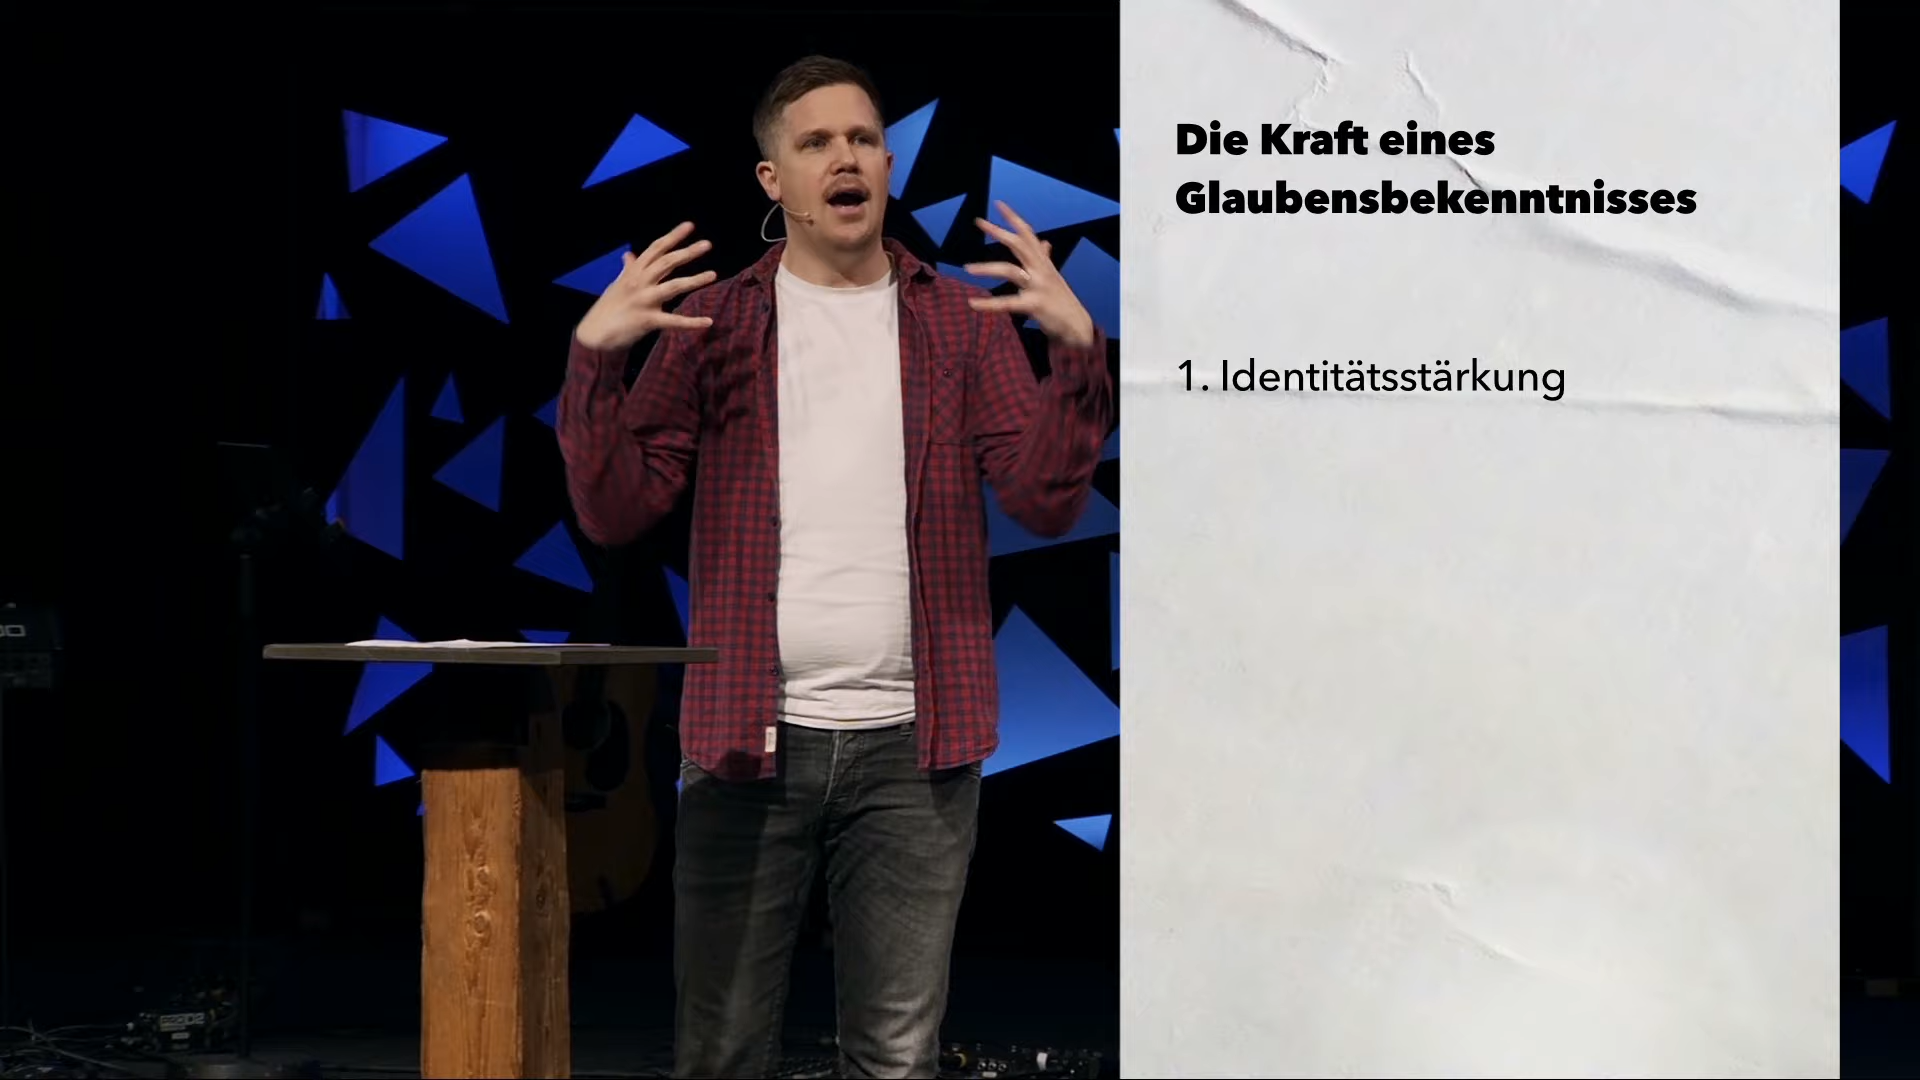 Die Kraft eines
Glaubensbekenntnisses
1. Identitätsstärkung